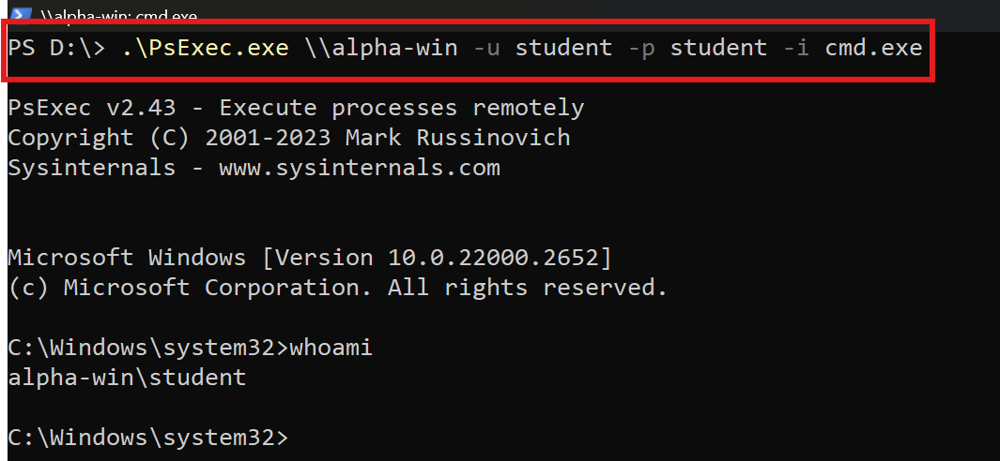 \\alpha-win: cmd.exe
PS D:\> .\PsExec.exe \\alpha-win -u student -p student -i cmd.exe
PsExec v2.43 - Execute processes remotely
Copyright (C) 2001-2023 Mark Russinovich
Sysinternals - www.sysinternals.com
Microsoft Windows [Version 10.0.22000.2652]
(c) Microsoft Corporation. All rights reserved.
C:\Windows\system32>whoami
alpha-win\student
C:\Windows\system32>